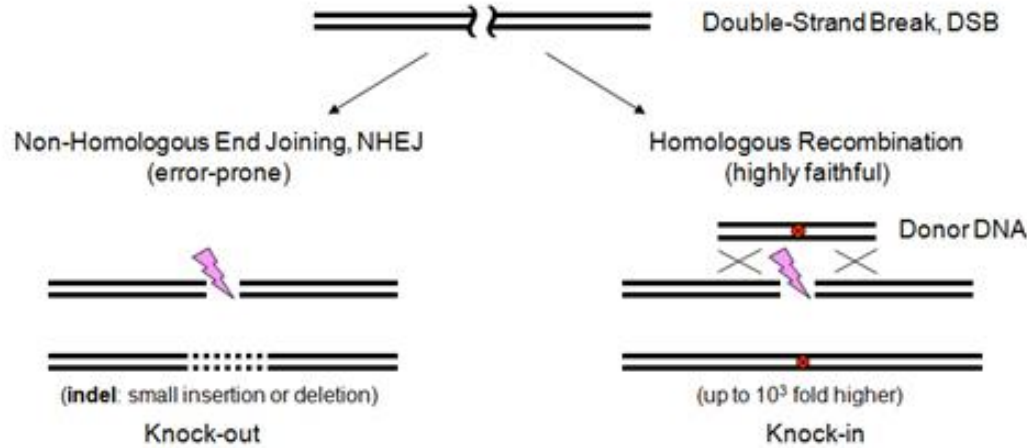 Double-Strand Break, DSB
Non-Homologous End Joining, NHEJ
(error-prone)
Homologous Recombination
(highly faithful)
Donor DNA
(indel: small insertion or deletion)
Knock-out
(up to 10³ fold higher)
Knock-in